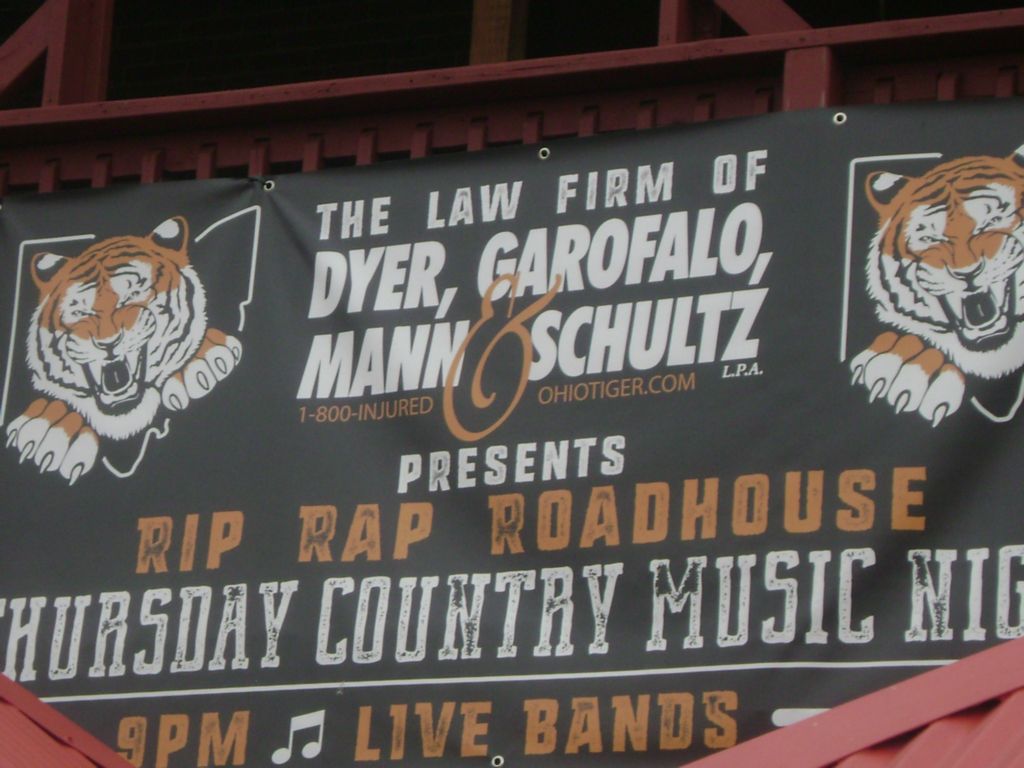 THE LAW FIRM OF
DYER, GAROFALO,
MANN & SCHULTZ
L.P.A.
1-800-INJURED OHIOTIGER.COM
PRESENTS
RIP RAP ROADHOUSE
THURSDAY COUNTRY MUSIC NIG
9PM ♫ LIVE BANDS